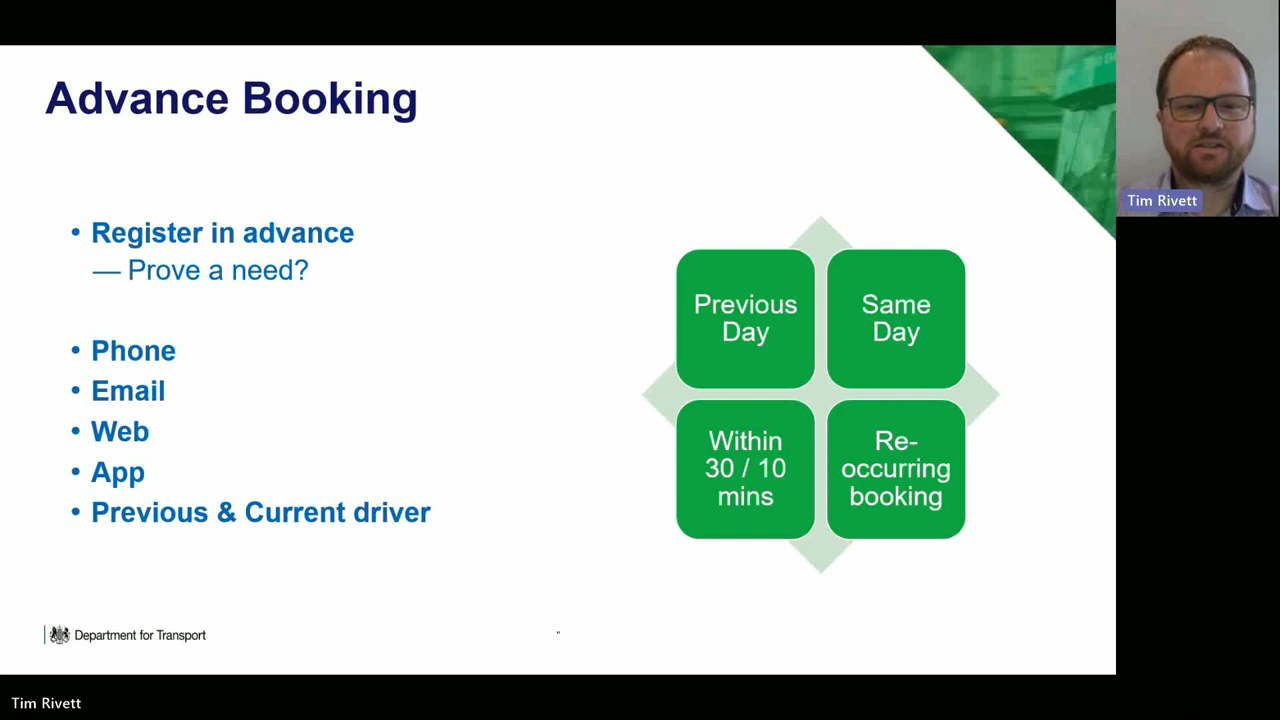 Advance Booking
Tim Rivett
• Register in advance
— Prove a need?
• Phone
• Email
• Web
• App
• Previous & Current driver
Previous
Day
Same
Day
Within
30 / 10
mins
Re-
occurring
booking
Department for Transport
"
Tim Rivett